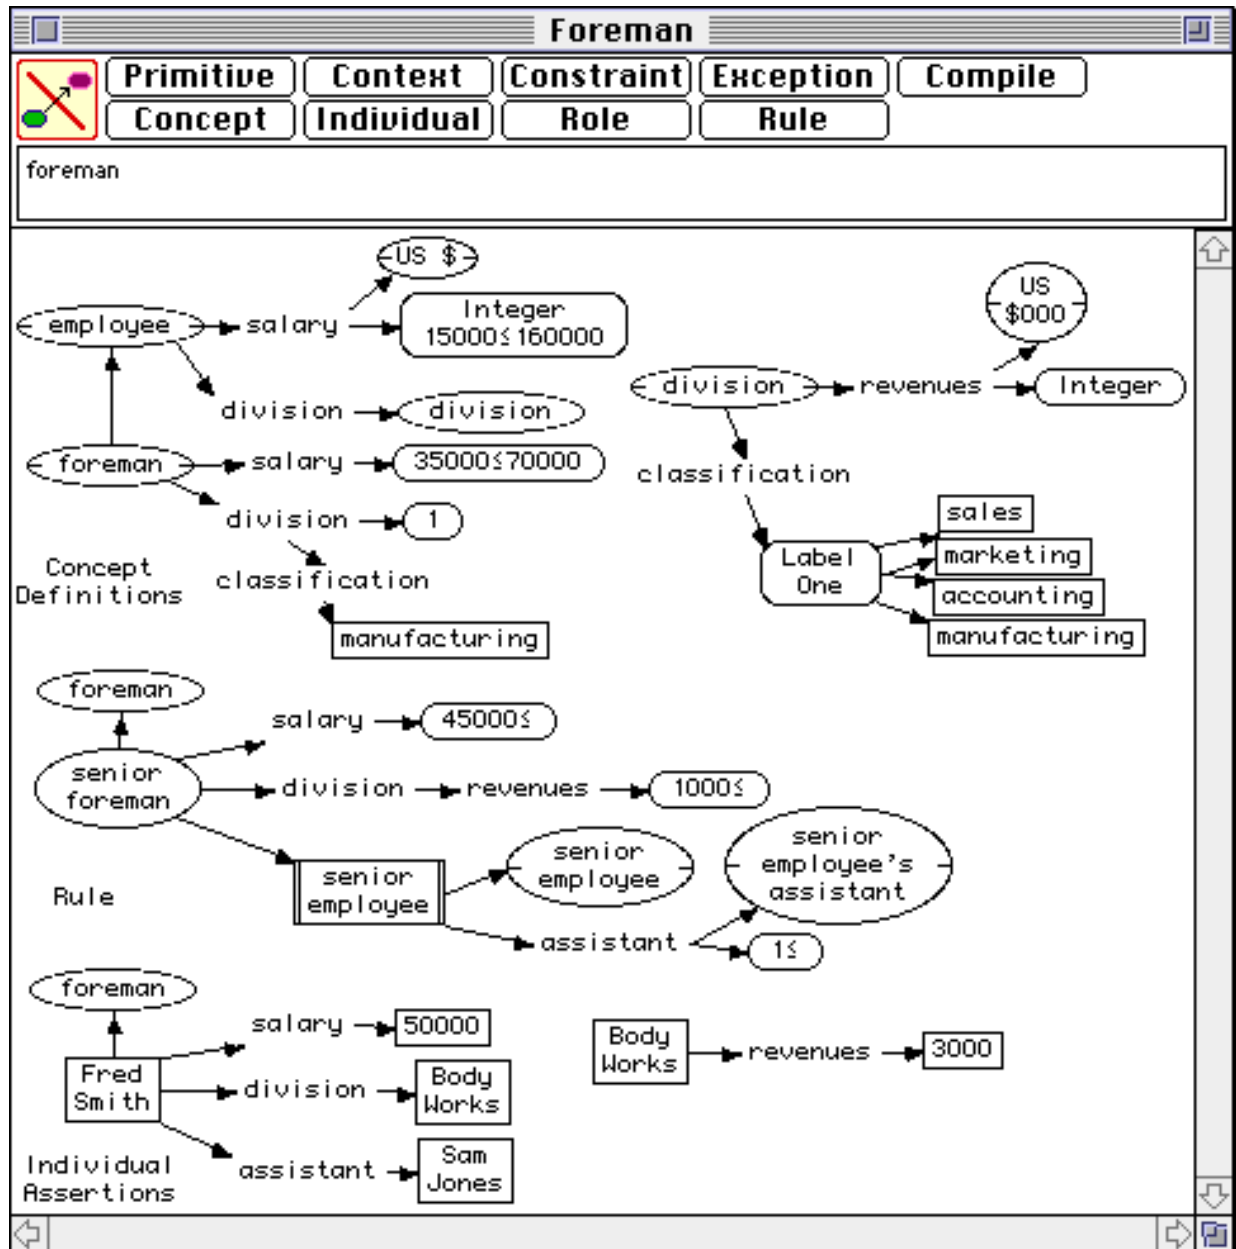 Foreman
Primitive Context Constraint Exception Compile
Concept Individual Role Rule
foreman
US $
employee salary Integer
15000≤160000
US
$000
division division
division revenues Integer
foreman salary 35000≤70000
classification
division 1
sales
Label
One
marketing
accounting
manufacturing
Concept
Definitions
classification
manufacturing
foreman
salary 45000≤
senior
foreman
division revenues 1000≤
senior
employee
senior
employee
senior
employee's
assistant
Rule
assistant 1≤
foreman
salary 50000
Body
Works
revenues 3000
Fred
Smith
division Body
Works
assistant Sam
Jones
Individual
Assertions